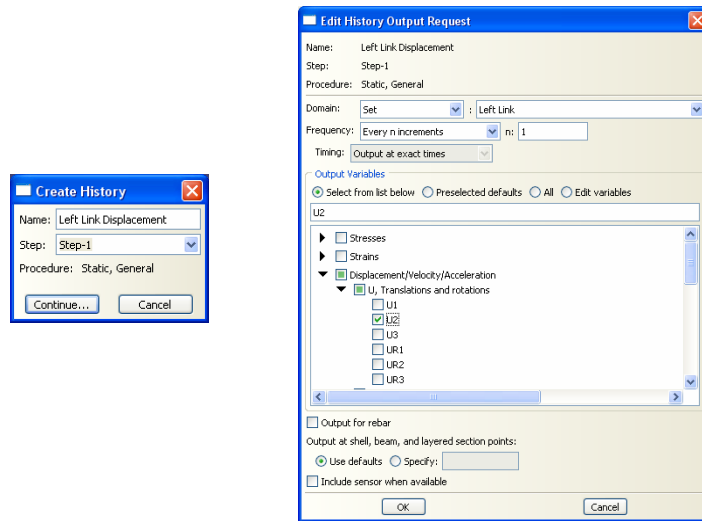 Create History
Name: Left Link Displacement
Step: Step-1
Procedure: Static, General
Continue... Cancel
Edit History Output Request
Name: Left Link Displacement
Step: Step-1
Procedure: Static, General
Domain: Set : Left Link
Frequency: Every n increments n: 1
Timing: Output at exact times
Output Variables
Select from list below Preselected defaults All Edit variables
U2
Stresses
Strains
Displacement/Velocity/Acceleration
U, Translations and rotations
U1
U2
U3
UR1
UR2
UR3
Output for rebar
Output at shell, beam, and layered section points:
Use defaults Specify:
Include sensor when available
OK Cancel